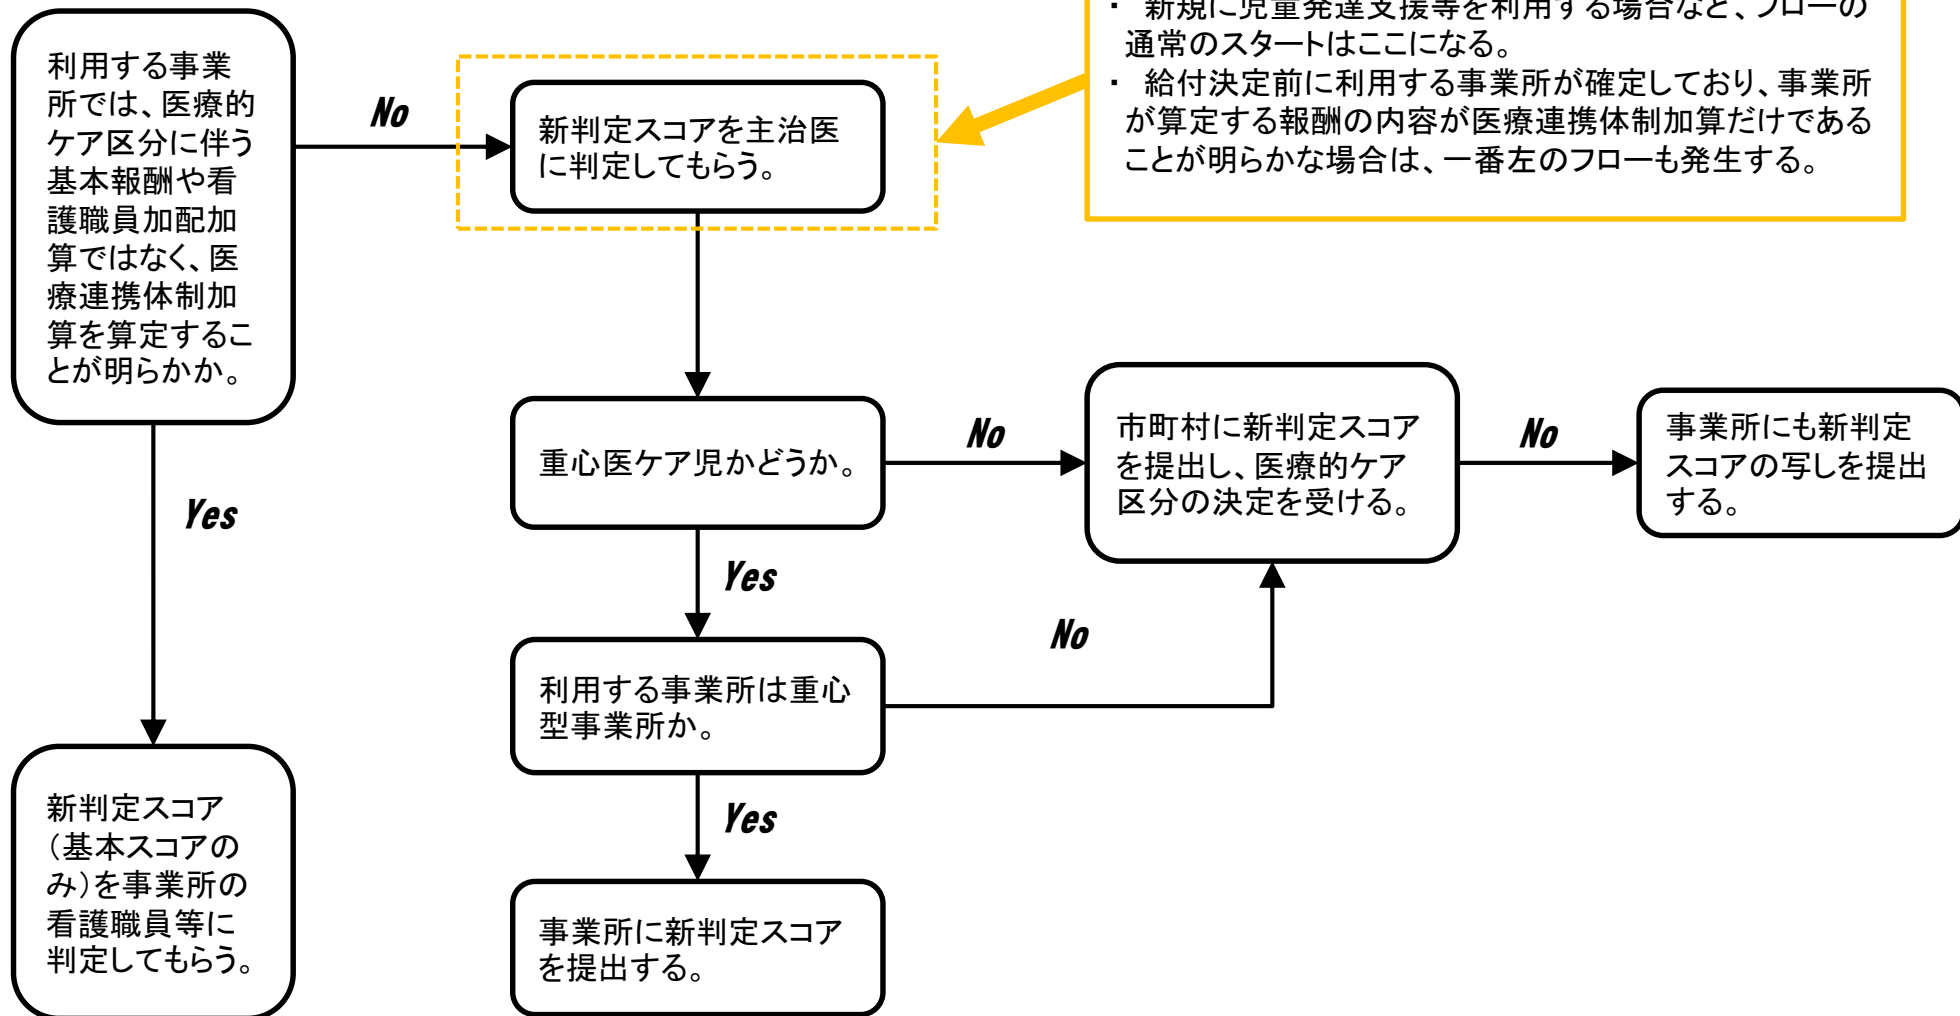 利用する事業
所では、医療的
ケア区分に伴う
基本報酬や看
護職員加配加
算ではなく、医
療連携体制加
算を算定するこ
とが明らかか。
No
新判定スコアを主治医
に判定してもらう。
・ 新規に児童発達支援等を利用する場合など、フローの
通常のスタートはここになる。
・ 給付決定前に利用する事業所が確定しており、事業所
が算定する報酬の内容が医療連携体制加算だけである
ことが明らかな場合は、一番左のフローも発生する。
Yes
重心医ケア児かどうか。
No
市町村に新判定スコア
を提出し、医療的ケア
区分の決定を受ける。
No
事業所にも新判定
スコアの写しを提出
する。
Yes
利用する事業所は重心
型事業所か。
No
Yes
新判定スコア
（基本スコアの
み）を事業所の
看護職員等に
判定してもらう。
事業所に新判定スコア
を提出する。